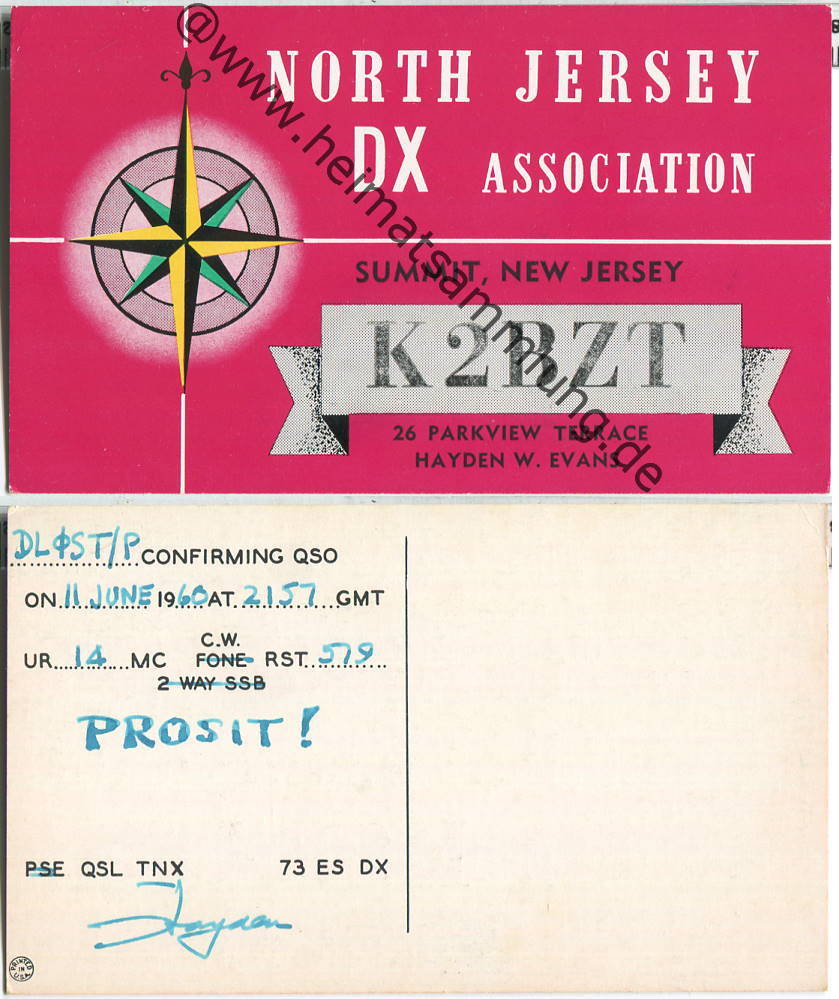 NORTH JERSEY
DX ASSOCIATION
SUMMIT, NEW JERSEY
K2BZT
26 PARKVIEW TERRACE
HAYDEN W. EVANS
@www.heimatsammlung.de
DLØST/P CONFIRMING QSO
ON 11 JUNE 1960 AT 2157 GMT
C.W.
UR 14 MC FONE RST 579
2 WAY SSB
PROSIT!
PSE QSL TNX 73 ES DX
Hayden
PRINTED IN U.S.A.